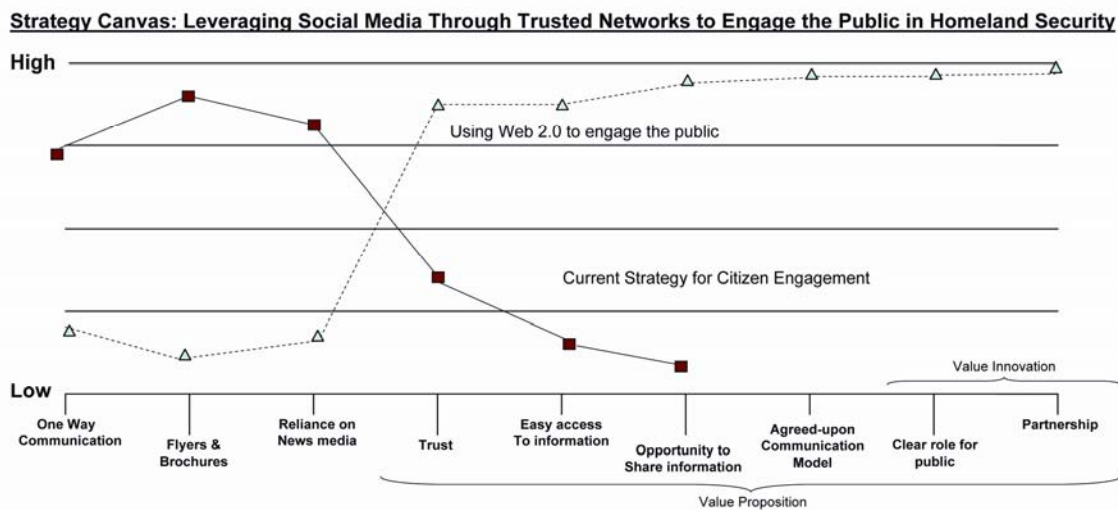 Strategy Canvas: Leveraging Social Media Through Trusted Networks to Engage the Public in Homeland Security
High
Using Web 2.0 to engage the public
Current Strategy for Citizen Engagement
Value Innovation
Low
One Way
Communication
Flyers &
Brochures
Reliance on
News media
Trust
Easy access
To information
Opportunity to
Share information
Agreed-upon
Communication
Model
Clear role for
public
Partnership
Value Proposition